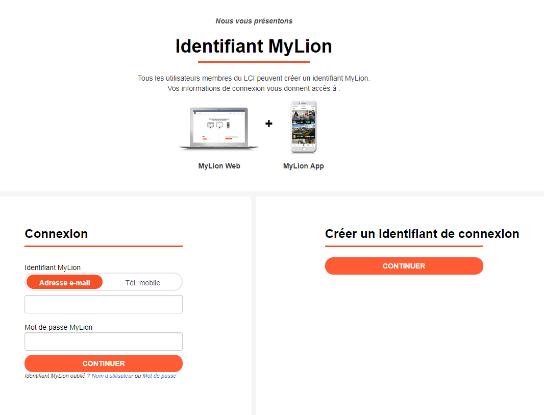 Nous vous présentons
Identifiant MyLion
Tous les utilisateurs membres du LCI peuvent créer un identifiant MyLion.
Vos informations de connexion vous donnent accès à :
+
MyLion Web
MyLion App
Connexion
Identifiant MyLion
Adresse e-mail
Tél. mobile
Mot de passe MyLion
CONTINUER
Identifiant MyLion oublié ? Nom d'utilisateur ou Mot de passe
Créer un identifiant de connexion
CONTINUER